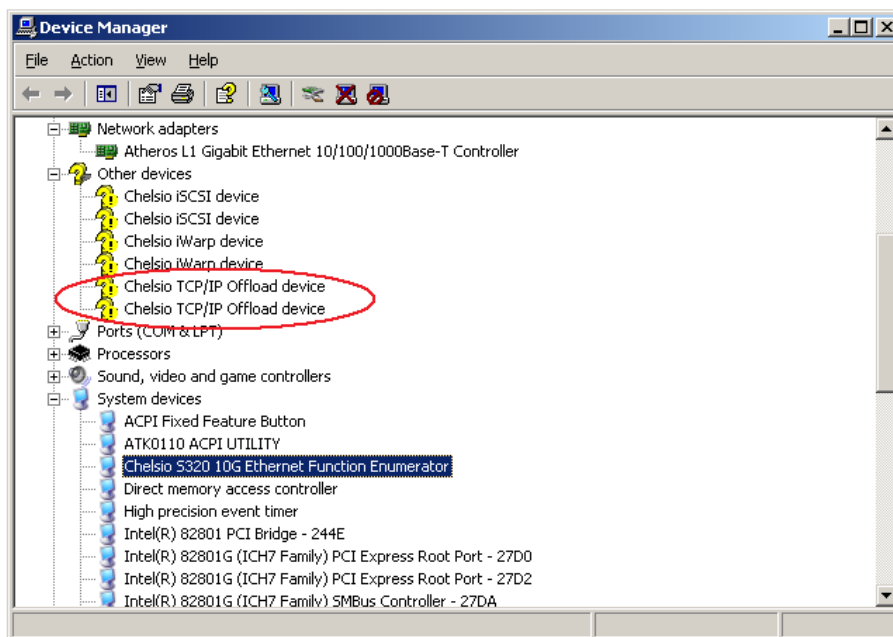 Device Manager
File Action View Help
Network adapters
Atheros L1 Gigabit Ethernet 10/100/1000Base-T Controller
Other devices
Chelsio iSCSI device
Chelsio iSCSI device
Chelsio iWarp device
Chelsio iWarp device
Chelsio TCP/IP Offload device
Chelsio TCP/IP Offload device
Ports (COM & LPT)
Processors
Sound, video and game controllers
System devices
ACPI Fixed Feature Button
ATK0110 ACPI UTILITY
Chelsio S320 10G Ethernet Function Enumerator
Direct memory access controller
High precision event timer
Intel(R) 82801 PCI Bridge - 244E
Intel(R) 82801G (ICH7 Family) PCI Express Root Port - 27D0
Intel(R) 82801G (ICH7 Family) PCI Express Root Port - 27D2
Intel(R) 82801G (ICH7 Family) SMBus Controller - 27DA